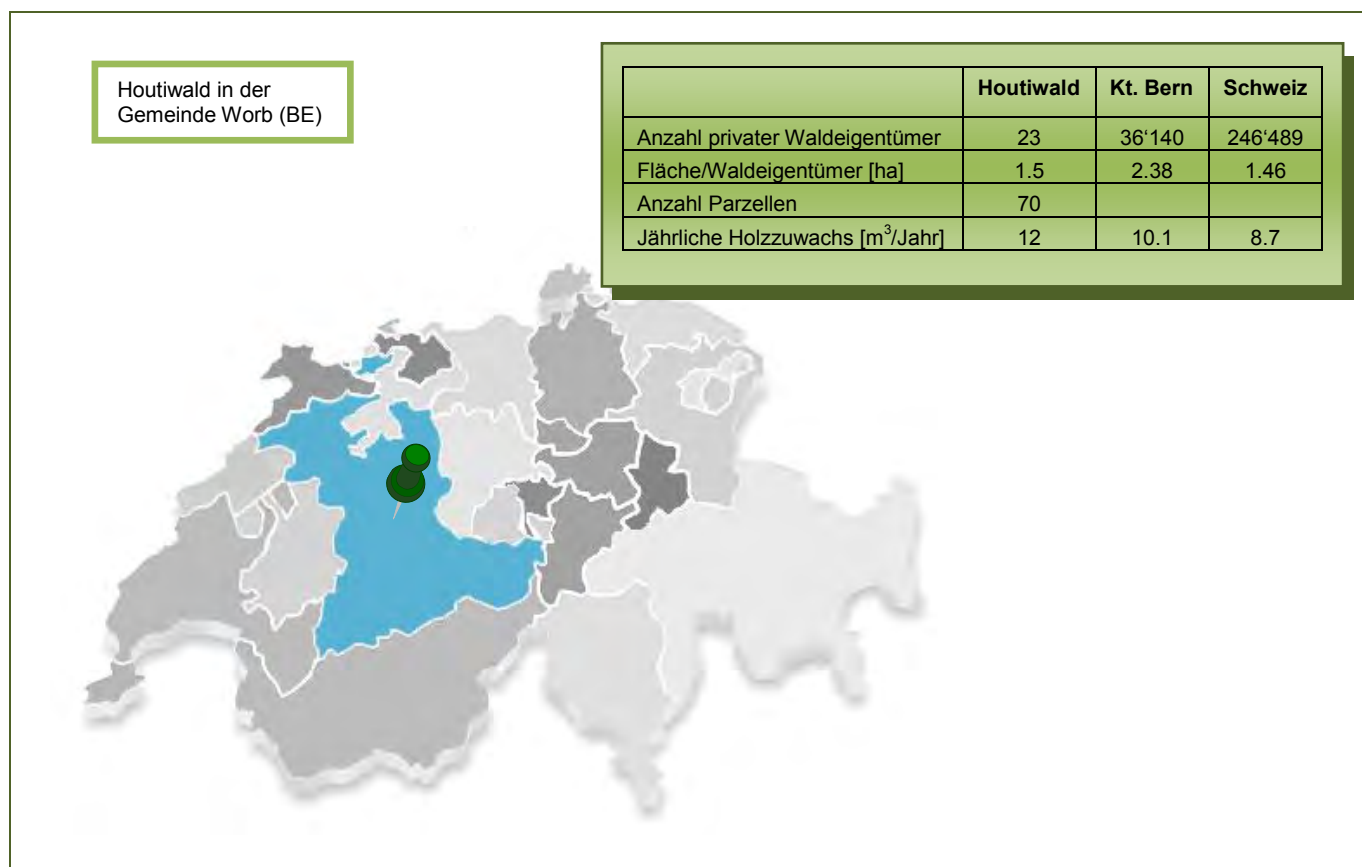 Houtiwald in der
Gemeinde Worb (BE)
Houtiwald Kt. Bern Schweiz
Anzahl privater Waldeigentümer 23 36‘140 246‘489
Fläche/Waldeigentümer [ha] 1.5 2.38 1.46
Anzahl Parzellen 70
Jährliche Holzzuwachs [m³/Jahr] 12 10.1 8.7